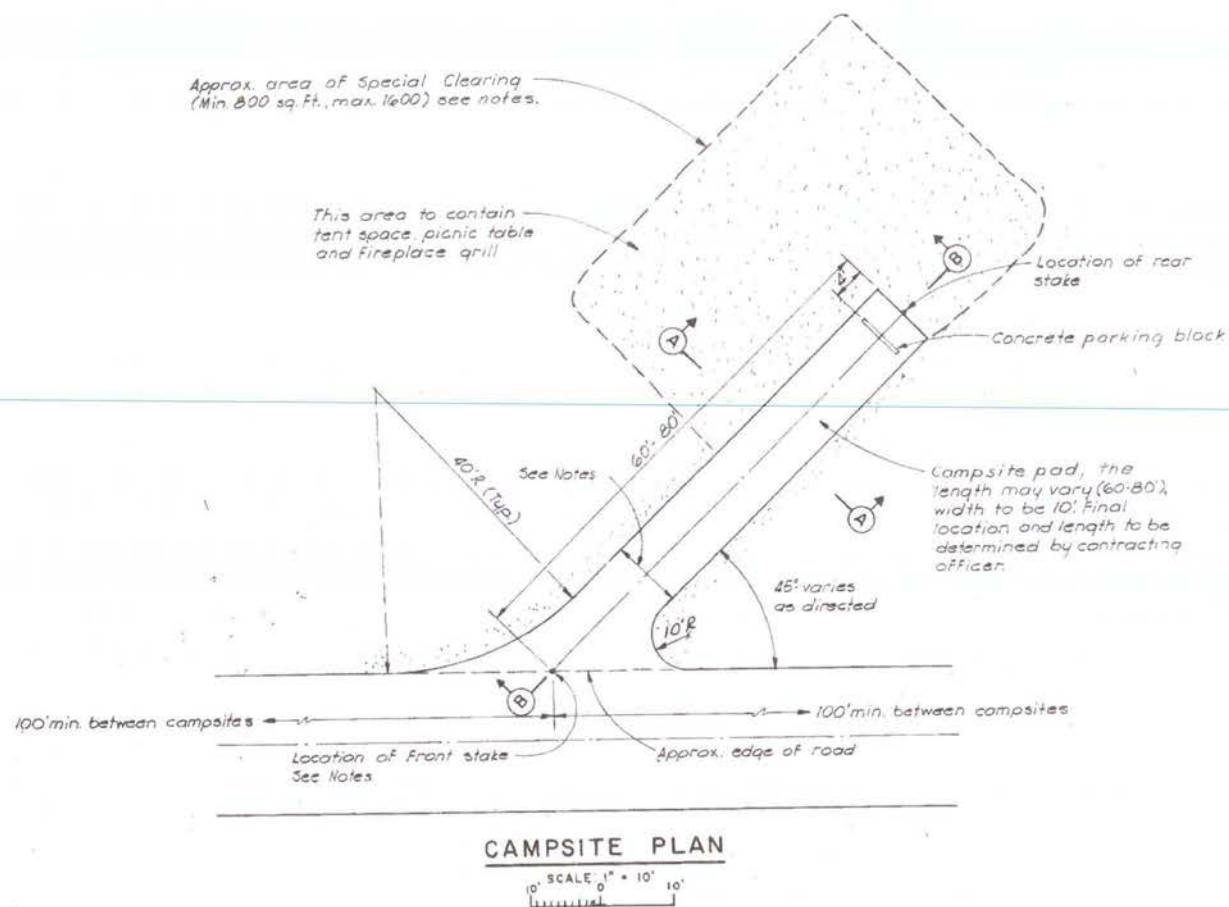 Approx. area of Special Clearing
(Min. 800 sq. ft., max. 1600) see notes.
This area to contain
tent space, picnic table
and fireplace grill
B
Location of rear
stake
4'
A
Concrete parking block
60'-80'
40'R (Typ.)
See Notes
Campsite pad, the
length may vary (60-80'),
width to be 10'. Final
location and length to be
determined by contracting
officer.
A
45° varies
as directed
10'R
B
100' min. between campsites
100' min. between campsites
Location of Front stake
See Notes
Approx. edge of road
CAMPSITE PLAN
SCALE: 1" = 10'
10' 0 10'